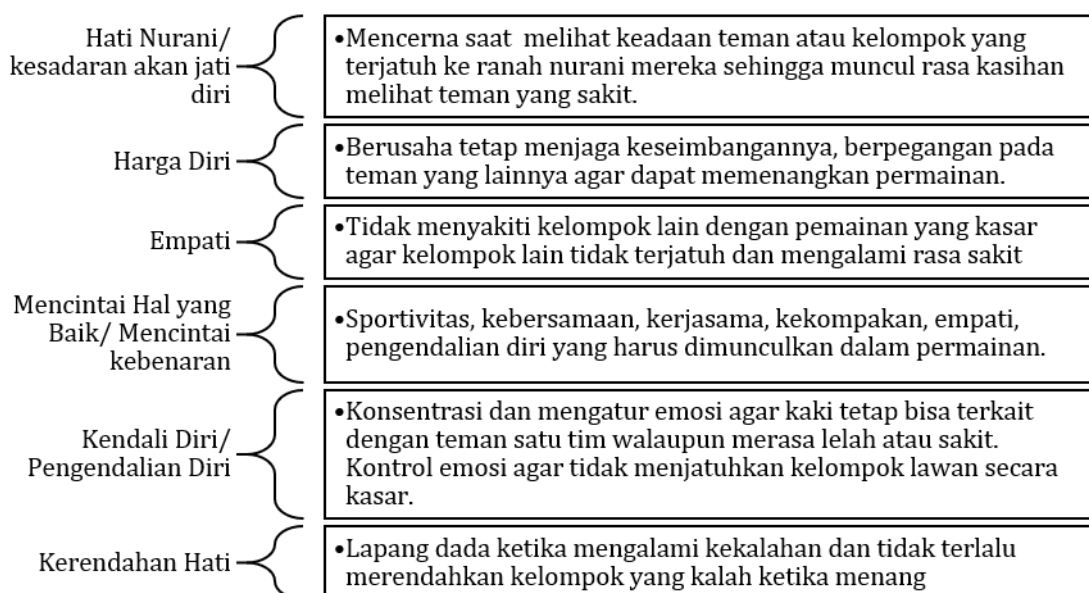 Hati Nurani/
kesadaran akan jati
diri
•Mencerna saat melihat keadaan teman atau kelompok yang
terjatuh ke ranah nurani mereka sehingga muncul rasa kasihan
melihat teman yang sakit.
Harga Diri
•Berusaha tetap menjaga keseimbangannya, berpegangan pada
teman yang lainnya agar dapat memenangkan permainan.
Empati
•Tidak menyakiti kelompok lain dengan pemainan yang kasar
agar kelompok lain tidak terjatuh dan mengalami rasa sakit
Mencintai Hal yang
Baik/ Mencintai
kebenaran
•Sportivitas, kebersamaan, kerjasama, kekompakan, empati,
pengendalian diri yang harus dimunculkan dalam permainan.
Kendali Diri/
Pengendalian Diri
•Konsentrasi dan mengatur emosi agar kaki tetap bisa terkait
dengan teman satu tim walaupun merasa lelah atau sakit.
Kontrol emosi agar tidak menjatuhkan kelompok lawan secara
kasar.
Kerendahan Hati
•Lapang dada ketika mengalami kekalahan dan tidak terlalu
merendahkan kelompok yang kalah ketika menang